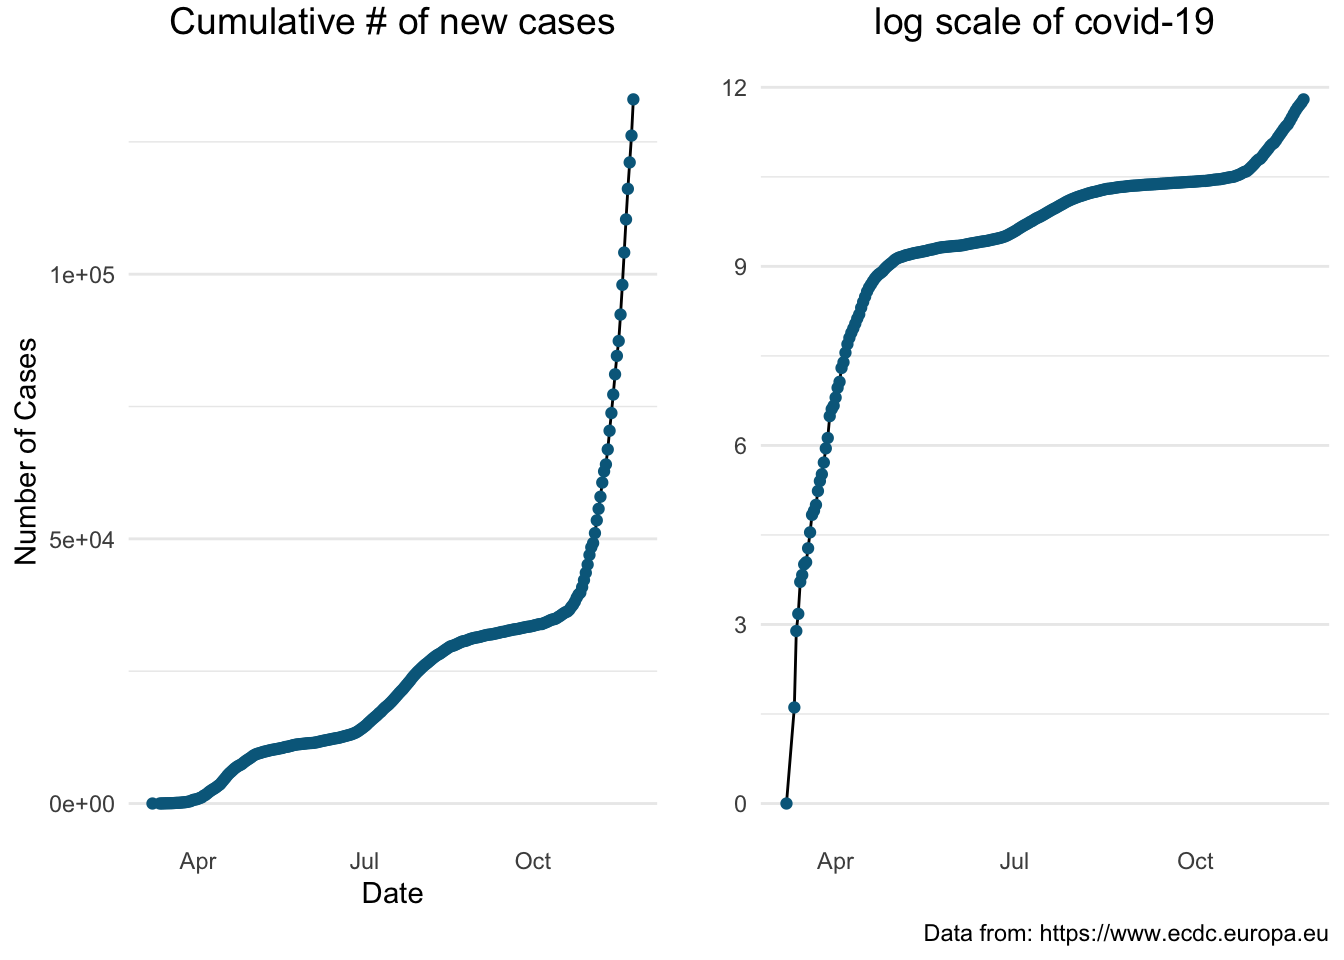 Cumulative # of new cases
log scale of covid-19
Number of Cases
1e+05
5e+04
0e+00
Apr Jul Oct
Date
12
9
6
3
0
Apr Jul Oct
Data from: https://www.ecdc.europa.eu